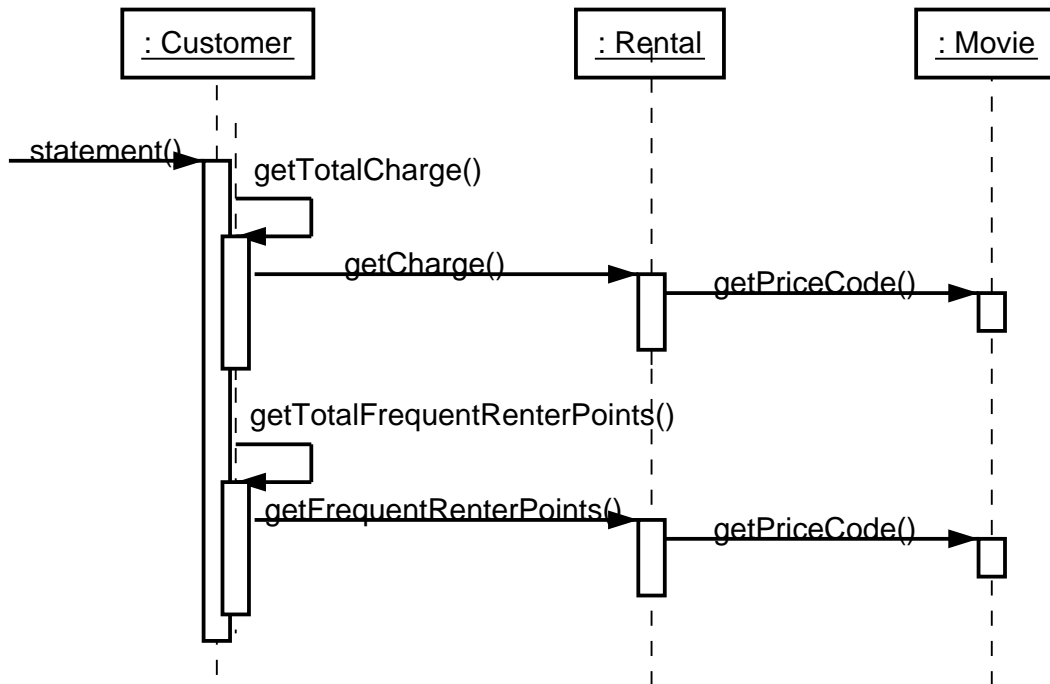 : Customer
: Rental
: Movie
statement()
getTotalCharge()
getCharge()
getPriceCode()
getTotalFrequentRenterPoints()
getFrequentRenterPoints()
getPriceCode()